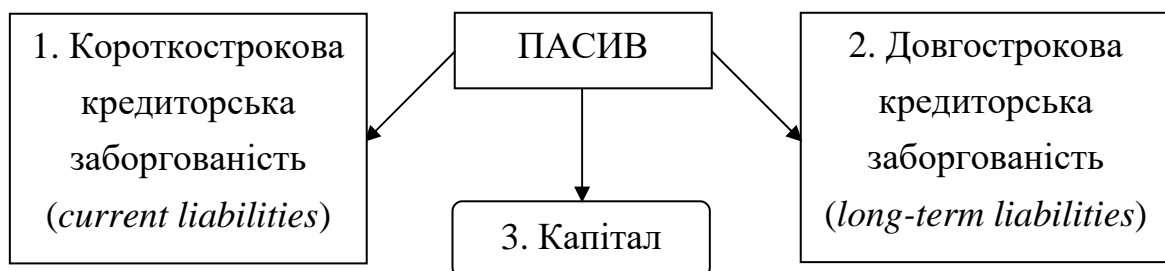 ПАСИВ
1. Короткострокова
кредиторська
заборгованість
(current liabilities)
2. Довгострокова
кредиторська
заборгованість
(long-term liabilities)
3. Капітал